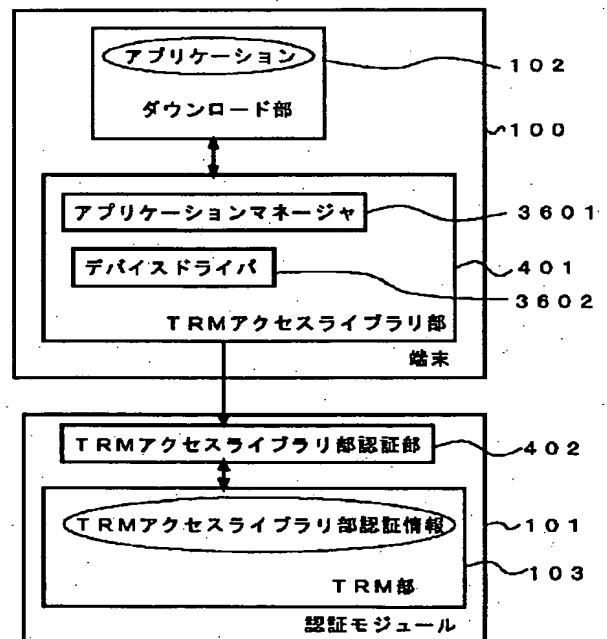 アプリケーション
102
ダウンロード部
100
アプリケーションマネージャ
3601
デバイスドライバ
401
3602
TRMアクセスライブラリ部
端末
TRMアクセスライブラリ部認証部
402
TRMアクセスライブラリ部認証情報
101
103
TRM部
認証モジュール